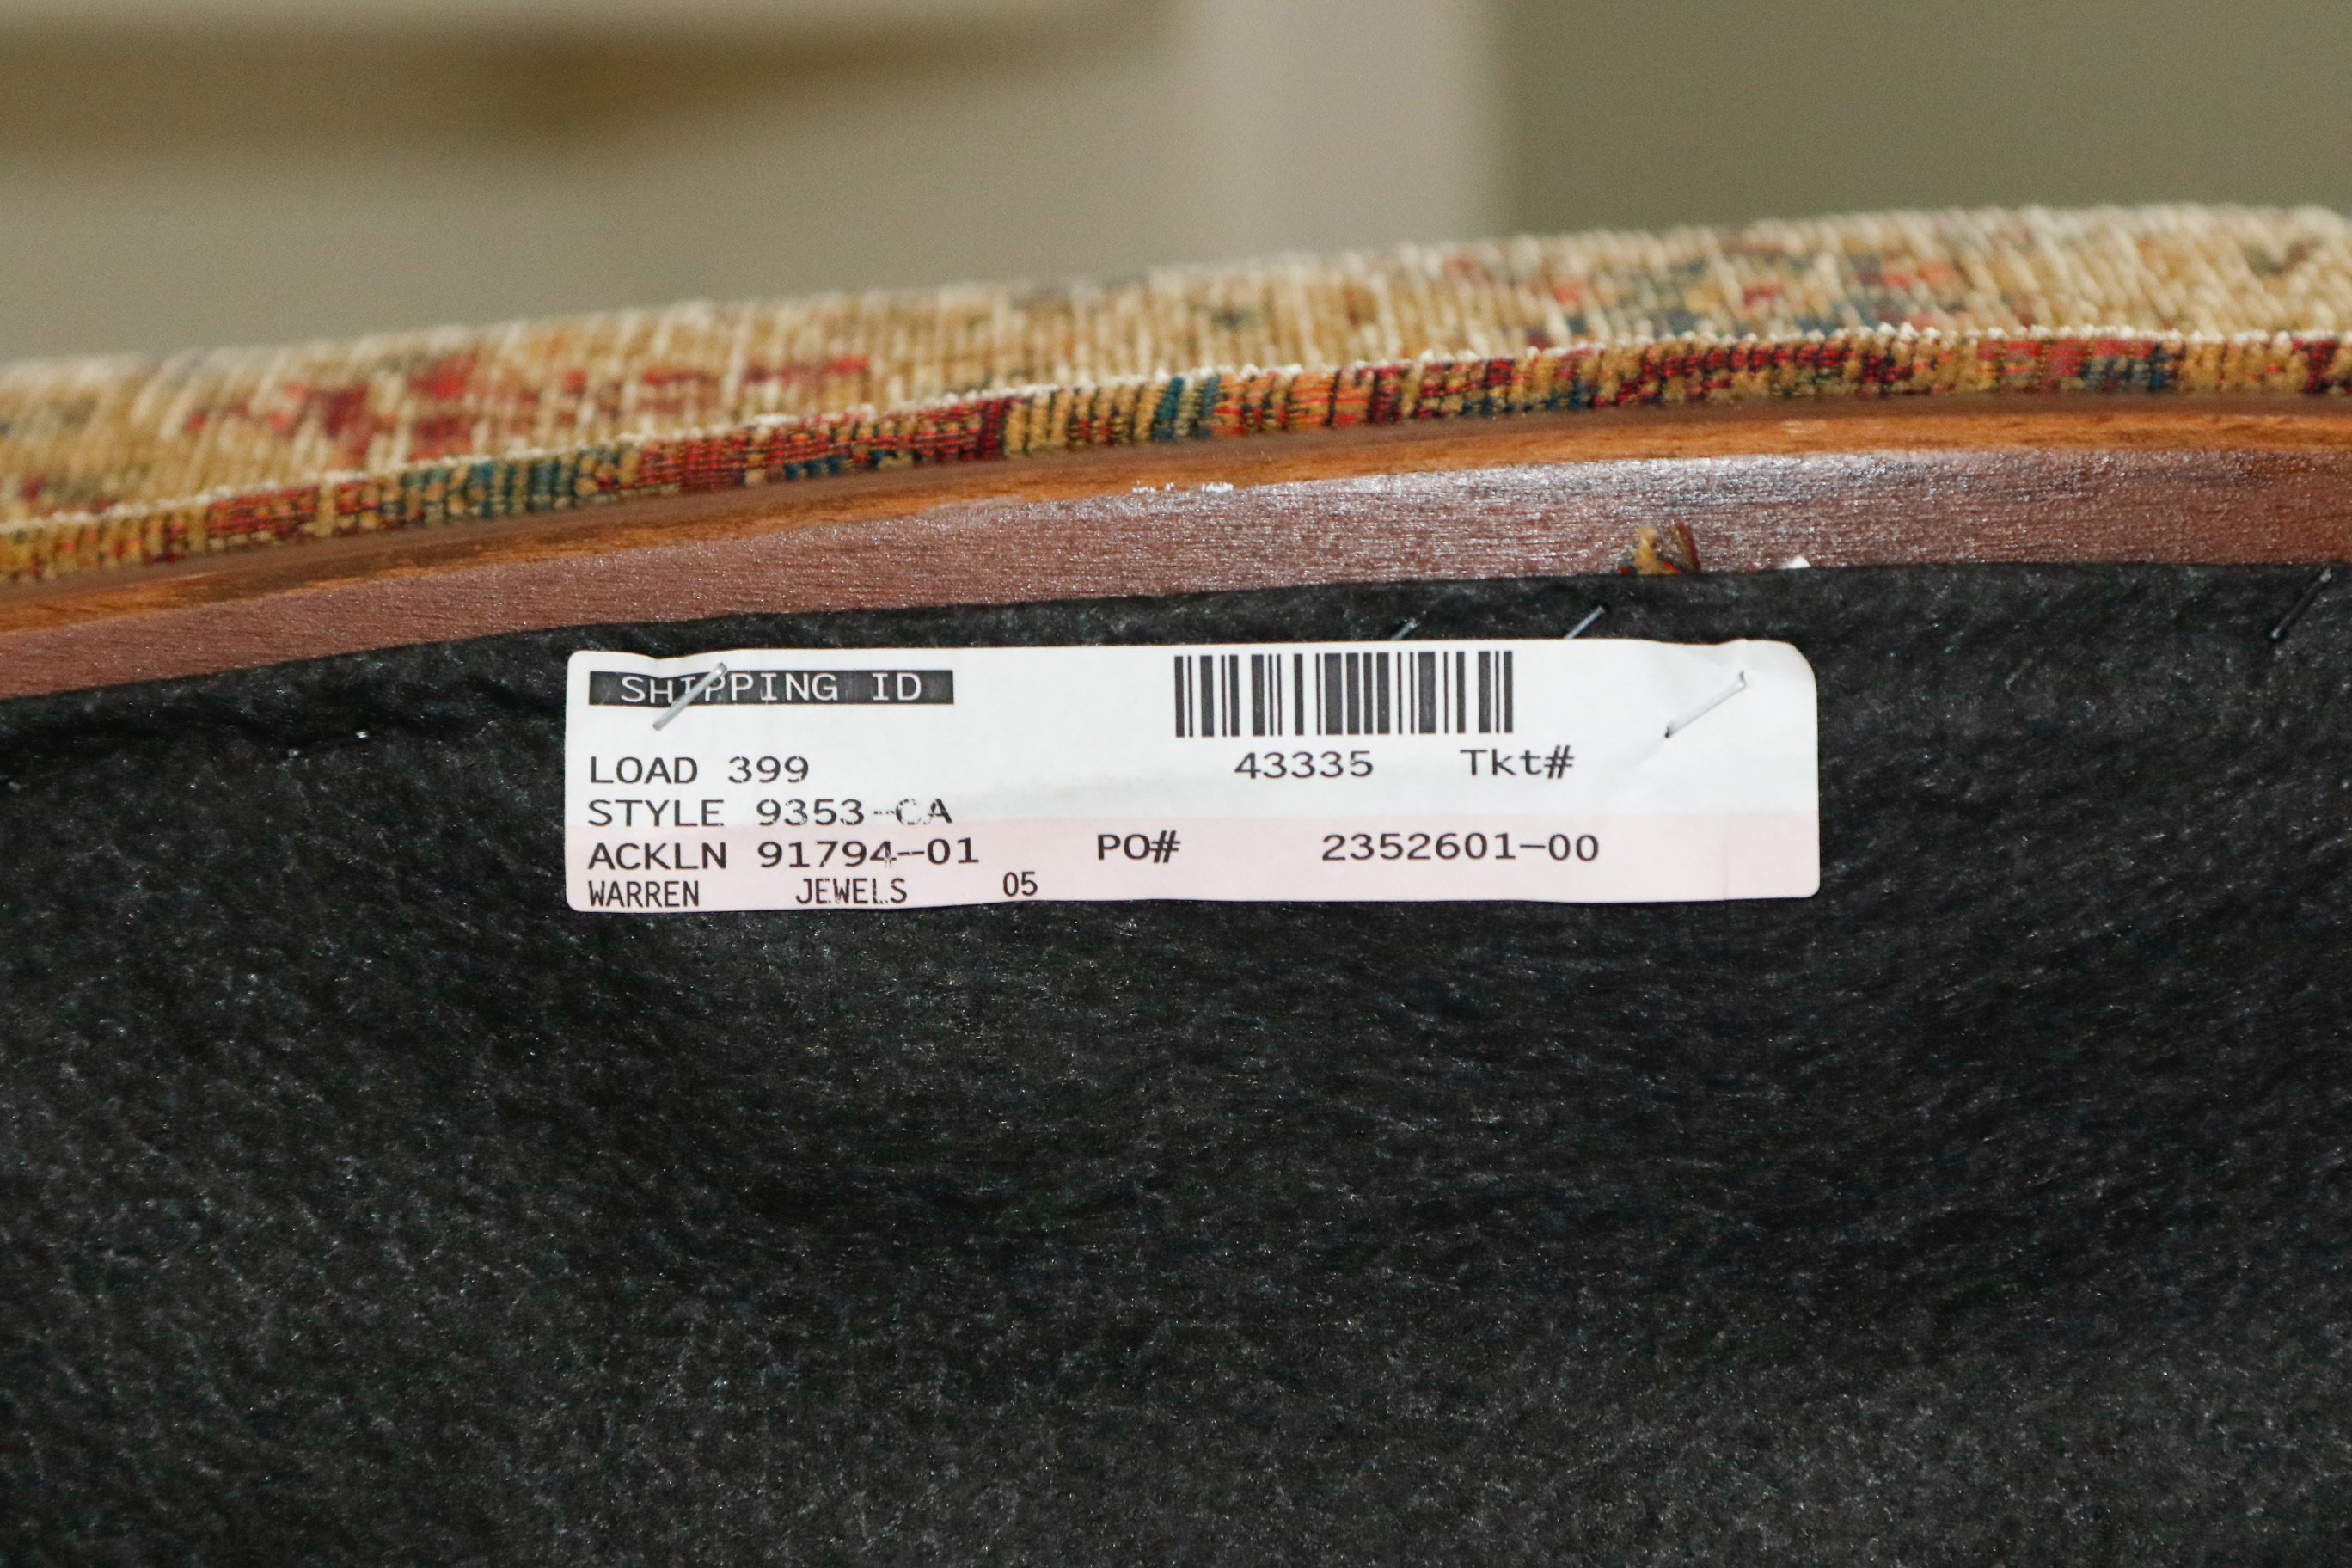 SHIPPING ID
LOAD 399 43335 Tkt#
STYLE 9353-CA
ACKLN 91794-01 PO# 2352601-00
WARREN JEWELS 05